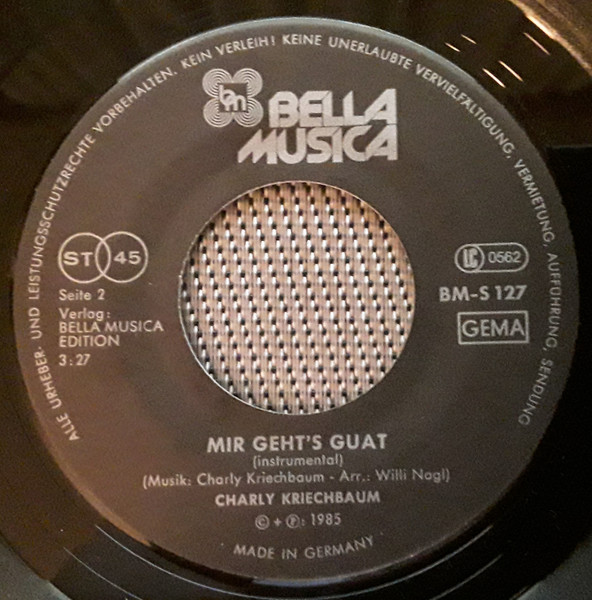 ALLE URHEBER- UND LEISTUNGSSCHUTZRECHTE VORBEHALTEN. KEIN VERLEIH! KEINE UNERLAUBTE VERVIELFÄLTIGUNG, VERMIETUNG, AUFFÜHRUNG, SENDUNG
bm
BELLA
MUSICA
ST 45
LC 0562
Seite 2
BM-S 127
Verlag:
BELLA MUSICA
EDITION
GEMA
3:27
MIR GEHT'S GUAT
(instrumental)
(Musik: Charly Kriechbaum - Arr.: Willi Nagl)
CHARLY KRIECHBAUM
© + ℗: 1985
MADE IN GERMANY